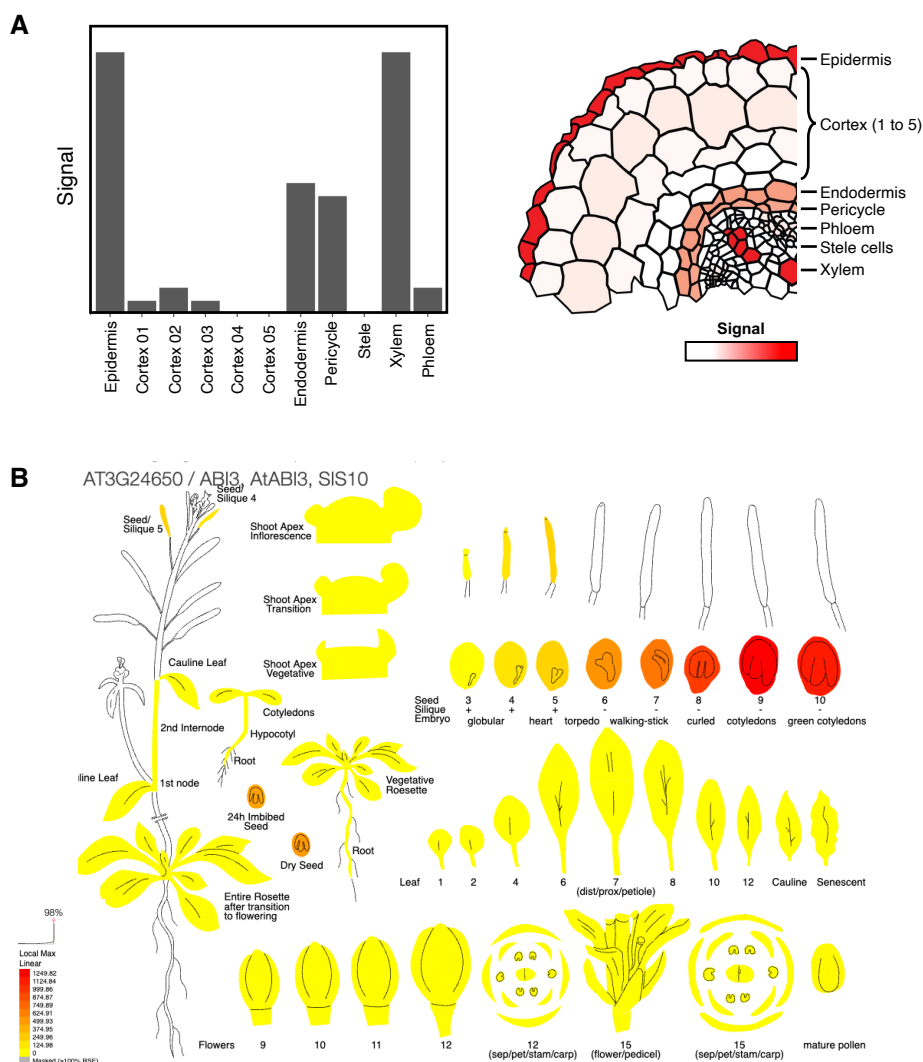 A
Signal
Epidermis
Cortex 01
Cortex 02
Cortex 03
Cortex 04
Cortex 05
Endodermis
Pericycle
Stele
Xylem
Phloem
Epidermis
Cortex (1 to 5)
Endodermis
Pericycle
Phloem
Stele cells
Xylem
Signal
B
AT3G24650 / ABI3, AtABI3, SIS10
Seed/
Silique 4
Seed/
Silique 5
Shoot Apex
Inflorescence
Shoot Apex
Transition
Shoot Apex
Vegetative
Cauline Leaf
Cotyledons
2nd Internode
Hypocotyl
Root
uline Leaf
1st node
24h Imbibed
Seed
Dry Seed
Vegetative
Roesette
Root
Entire Rosette
after transition
to flowering
Seed 3 4 5 6 7 8 9 10
Silique + + + - - - - -
Embryo globular heart torpedo walking-stick curled cotyledons green cotyledons
Leaf 1 2 4 6 7 8 10 12 Cauline Senescent
(dist/prox/petiole)
98%
Local Max
Linear
1249.82
1124.84
999.86
874.87
749.89
624.91
499.93
374.95
249.96
124.98
0
Masked (>100% RSE)
Flowers 9 10 11 12 12 15 15 mature pollen
(sep/pet/stam/carp) (flower/pedicel) (sep/pet/stam/carp)